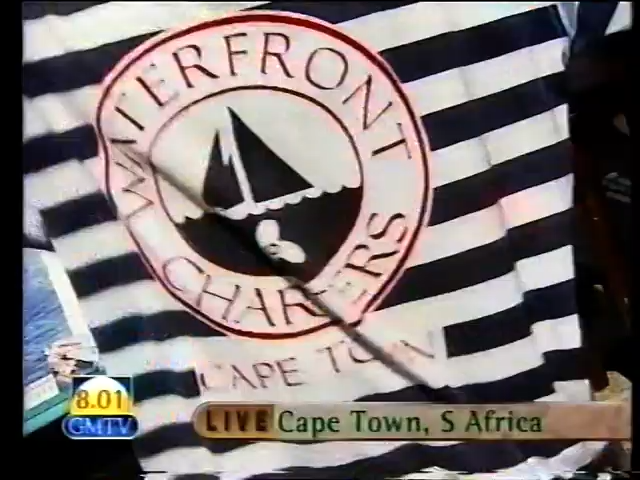 WATERFRONT
CHARTERS
CAPE TOWN
8.01
GMTV
LIVE Cape Town, S Africa